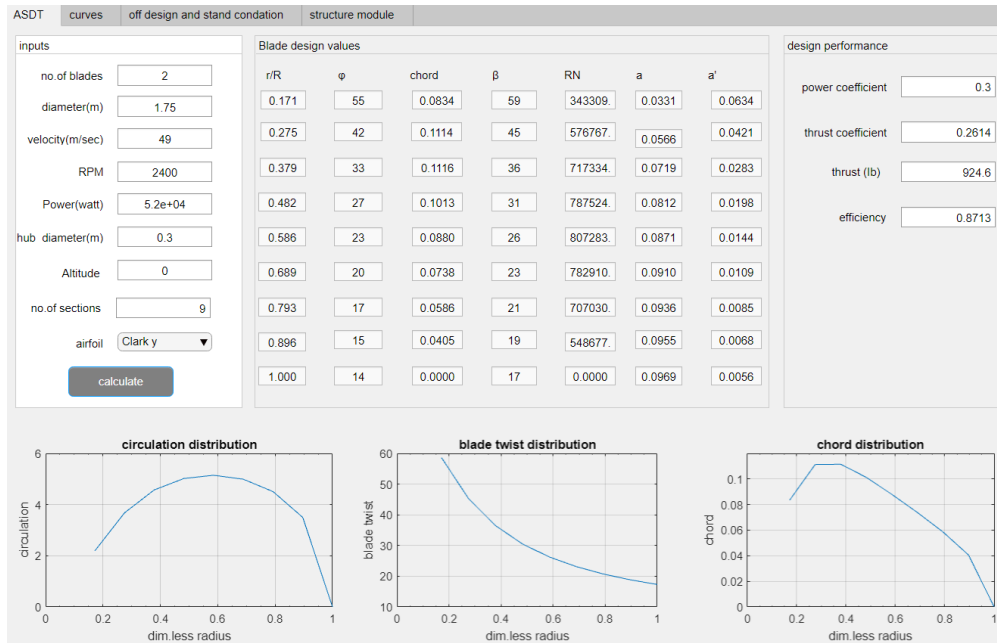 ASDT curves off design and stand condation structure module
inputs
no.of blades 2
diameter(m) 1.75
velocity(m/sec) 49
RPM 2400
Power(watt) 5.2e+04
hub diameter(m) 0.3
Altitude 0
no.of sections 9
airfoil Clark y
calculate
Blade design values
r/R φ chord β RN a a'
0.171 55 0.0834 59 343309. 0.0331 0.0634
0.275 42 0.1114 45 576767. 0.0566 0.0421
0.379 33 0.1116 36 717334. 0.0719 0.0283
0.482 27 0.1013 31 787524. 0.0812 0.0198
0.586 23 0.0880 26 807283. 0.0871 0.0144
0.689 20 0.0738 23 782910. 0.0910 0.0109
0.793 17 0.0586 21 707030. 0.0936 0.0085
0.896 15 0.0405 19 548677. 0.0955 0.0068
1.000 14 0.0000 17 0.0000 0.0969 0.0056
design performance
power coefficient 0.3
thrust coefficient 0.2614
thrust (lb) 924.6
efficiency 0.8713
circulation distribution
circulation
6
4
2
0
0 0.2 0.4 0.6 0.8 1
dim.less radius
blade twist distribution
blade twist
60
50
40
30
20
10
0 0.2 0.4 0.6 0.8 1
dim.less radius
chord distribution
chord
0.1
0.08
0.06
0.04
0.02
0
0 0.2 0.4 0.6 0.8 1
dim.less radius